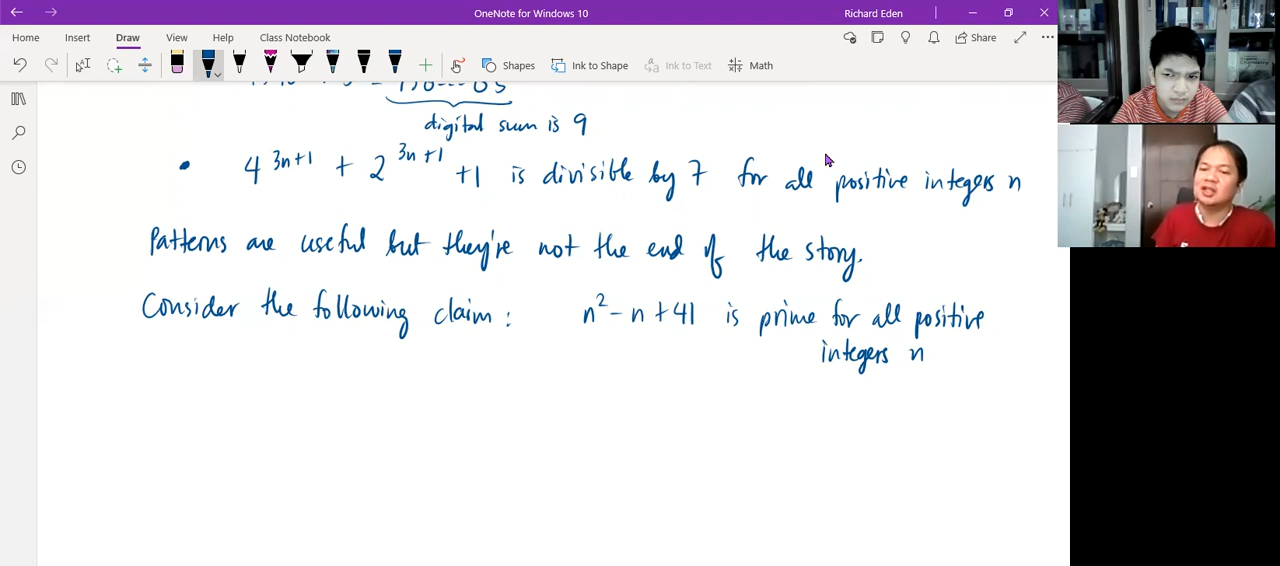 OneNote for Windows 10
Richard Eden
Home Insert Draw View Help Class Notebook
Share
Shapes Ink to Shape Ink to Text Math
digital sum is 9
• 4^{3n+1} + 2^{3n+1} + 1 is divisible by 7 for all positive integers n
Patterns are useful but they're not the end of the story.
Consider the following claim: n² - n + 41 is prime for all positive
integers n